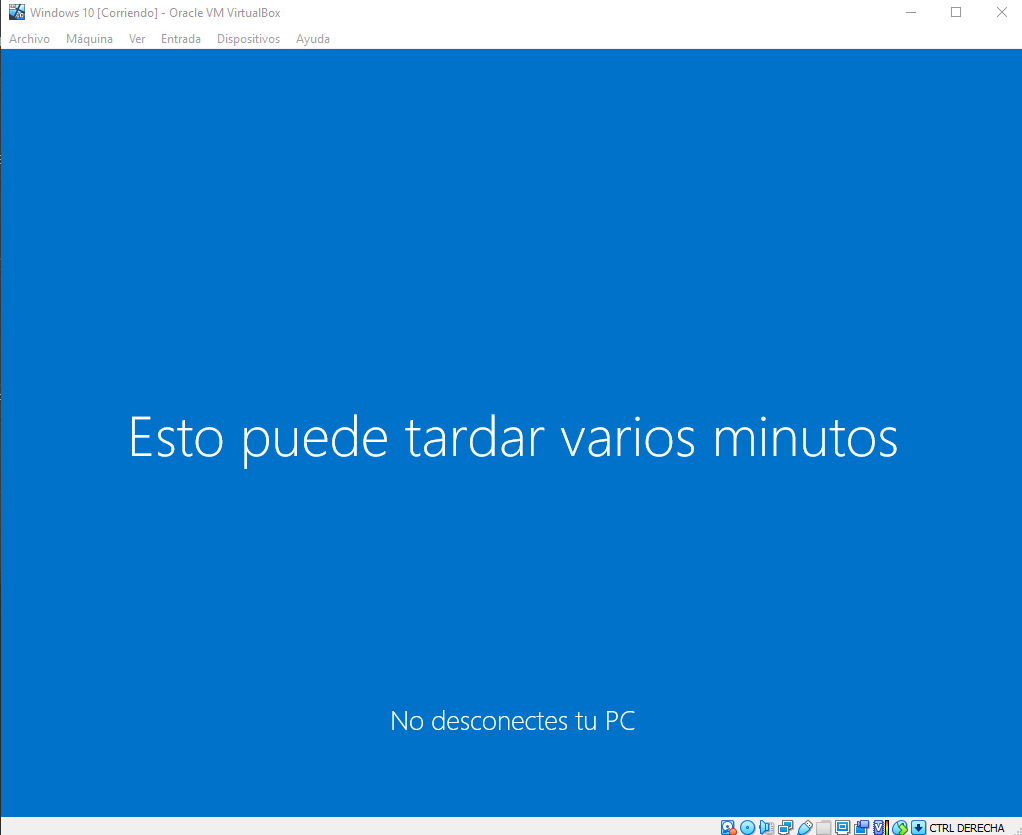 Windows 10 [Corriendo] - Oracle VM VirtualBox
Archivo Máquina Ver Entrada Dispositivos Ayuda
Esto puede tardar varios minutos
No desconectes tu PC
CTRL DERECHA